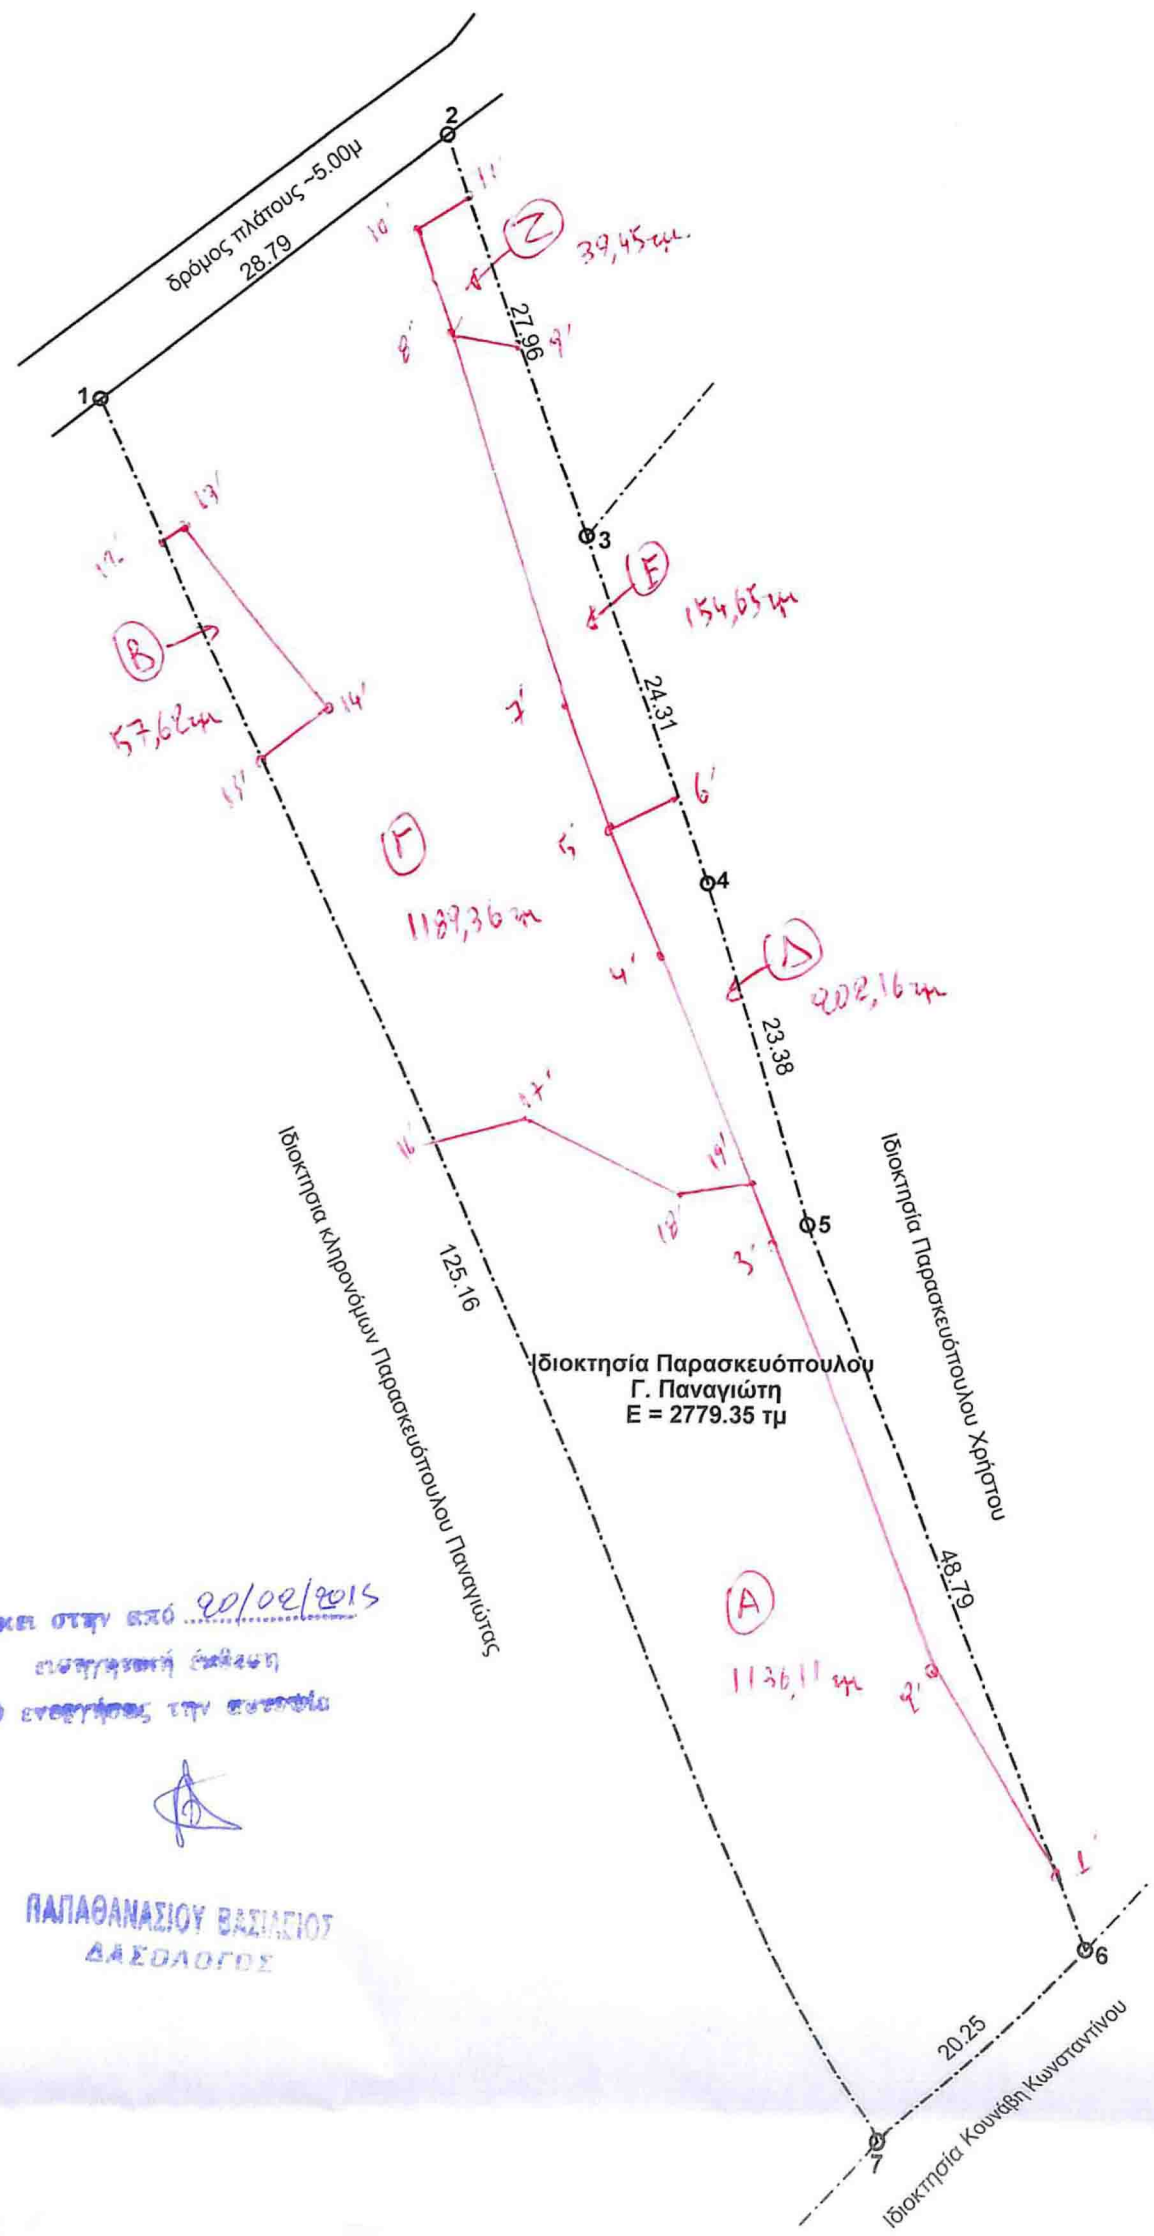 2
δρόμος πλάτους ~5.00μ
28.79
11'
10'
Ζ
39,45 τμ.
27.96
8'
9'
1
3
13'
12'
Ε
154,65 τμ
Β
57,62 τμ
24.31
14'
7'
15'
6'
5'
4
Γ
1189,36 τμ
4'
Δ
202,16 τμ
23.38
17'
16'
19'
18'
5
3'
Ιδιοκτησία κληρονόμων Παρασκευόπουλου Παναγιώτας
125.16
Ιδιοκτησία Παρασκευόπουλου Χρήστου
Ιδιοκτησία Παρασκευόπουλου
Γ. Παναγιώτη
Ε = 2779.35 τμ
48.79
Α
1136,11 τμ
2'
στην από 20/02/2015
την
ΠΑΠΑΘΑΝΑΣΙΟΥ ΒΑΣΙΛΕΙΟΣ
ΔΑΣΟΛΟΓΟΣ
1'
6
20.25
7
Ιδιοκτησία Κουνάβη Κωνσταντίνου